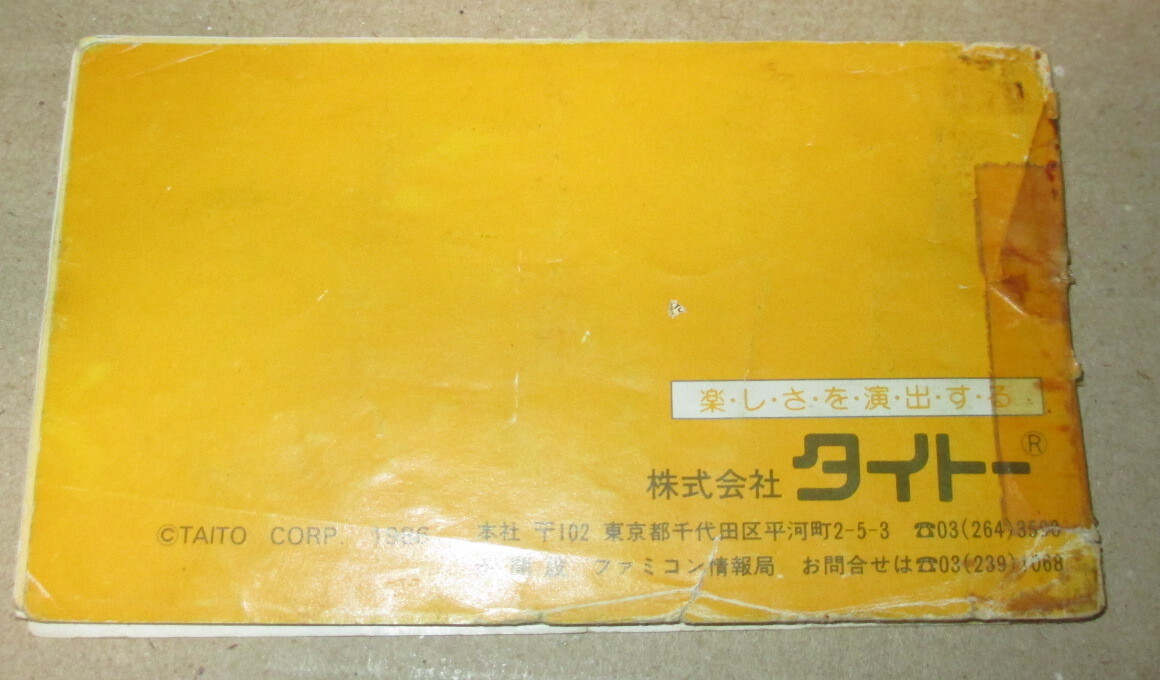 楽・し・さ・を・演・出・す・る
株式会社 タイトー®
©TAITO CORP. 1986 本社 〒102 東京都千代田区平河町2-5-3 ☎03(264)
ファミコン情報局 お問合せは☎03(239)1068